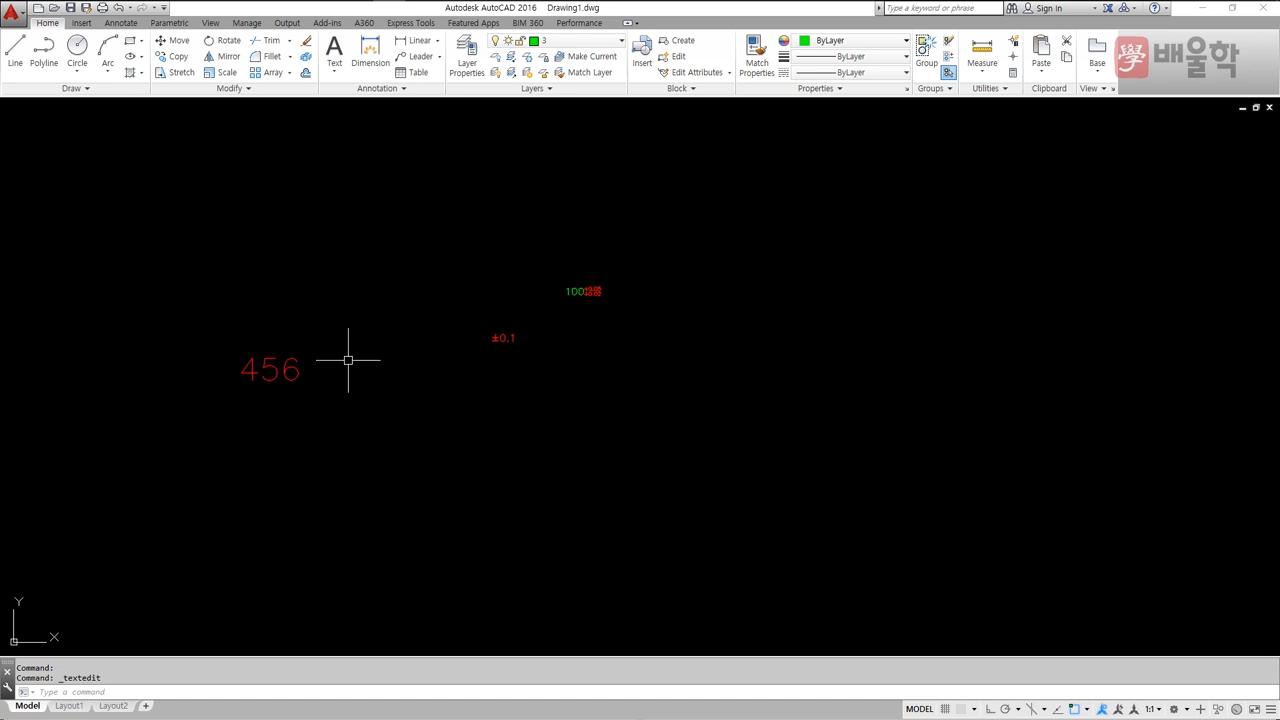 Autodesk AutoCAD 2016 Drawing1.dwg
Type a keyword or phrase
Sign In
Home Insert Annotate Parametric View Manage Output Add-ins A360 Express Tools Featured Apps BIM 360 Performance
Line Polyline Circle Arc
Move Rotate Trim
Copy Mirror Fillet
Stretch Scale Array
Text Dimension
Linear
Leader
Table
Layer Properties
3
Make Current
Match Layer
Insert
Create
Edit
Edit Attributes
Match Properties
ByLayer
ByLayer
ByLayer
Group
Measure
Paste
Base
學 배울학
Draw Modify Annotation Layers Block Properties Groups Utilities Clipboard View
100
±0.1
456
Y
X
Command:
Command: _textedit
Type a command
Model Layout1 Layout2 +
MODEL 1:1